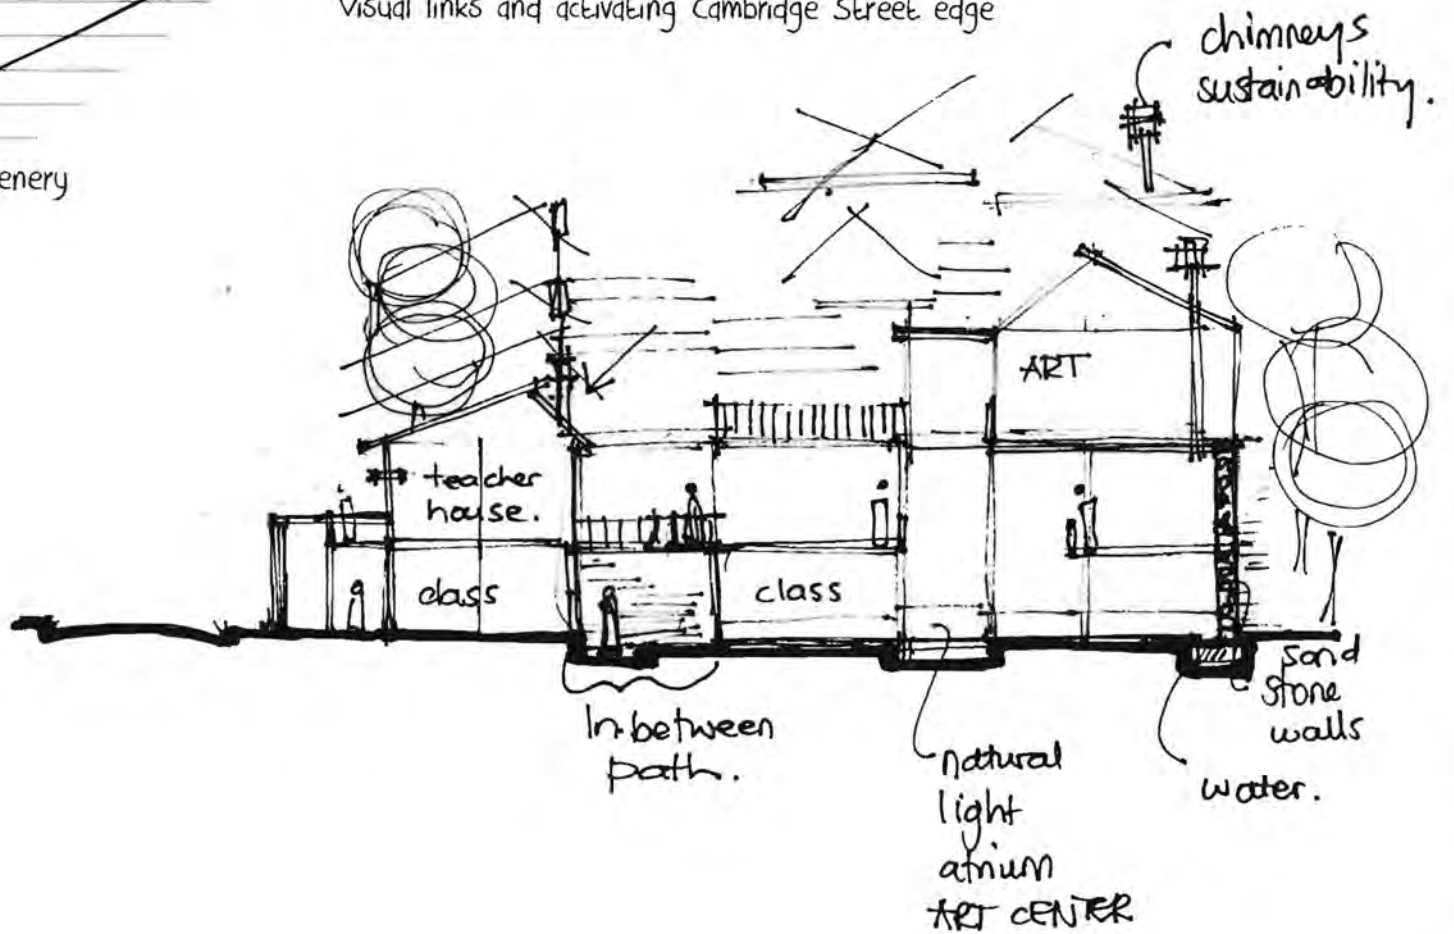 Visual links and activating Cambridge Street edge
chimneys
sustainability.
enery
ART
teacher
house.
class
class
In-between
path.
natural
light
atrium
ART CENTER
sand
stone
walls
water.